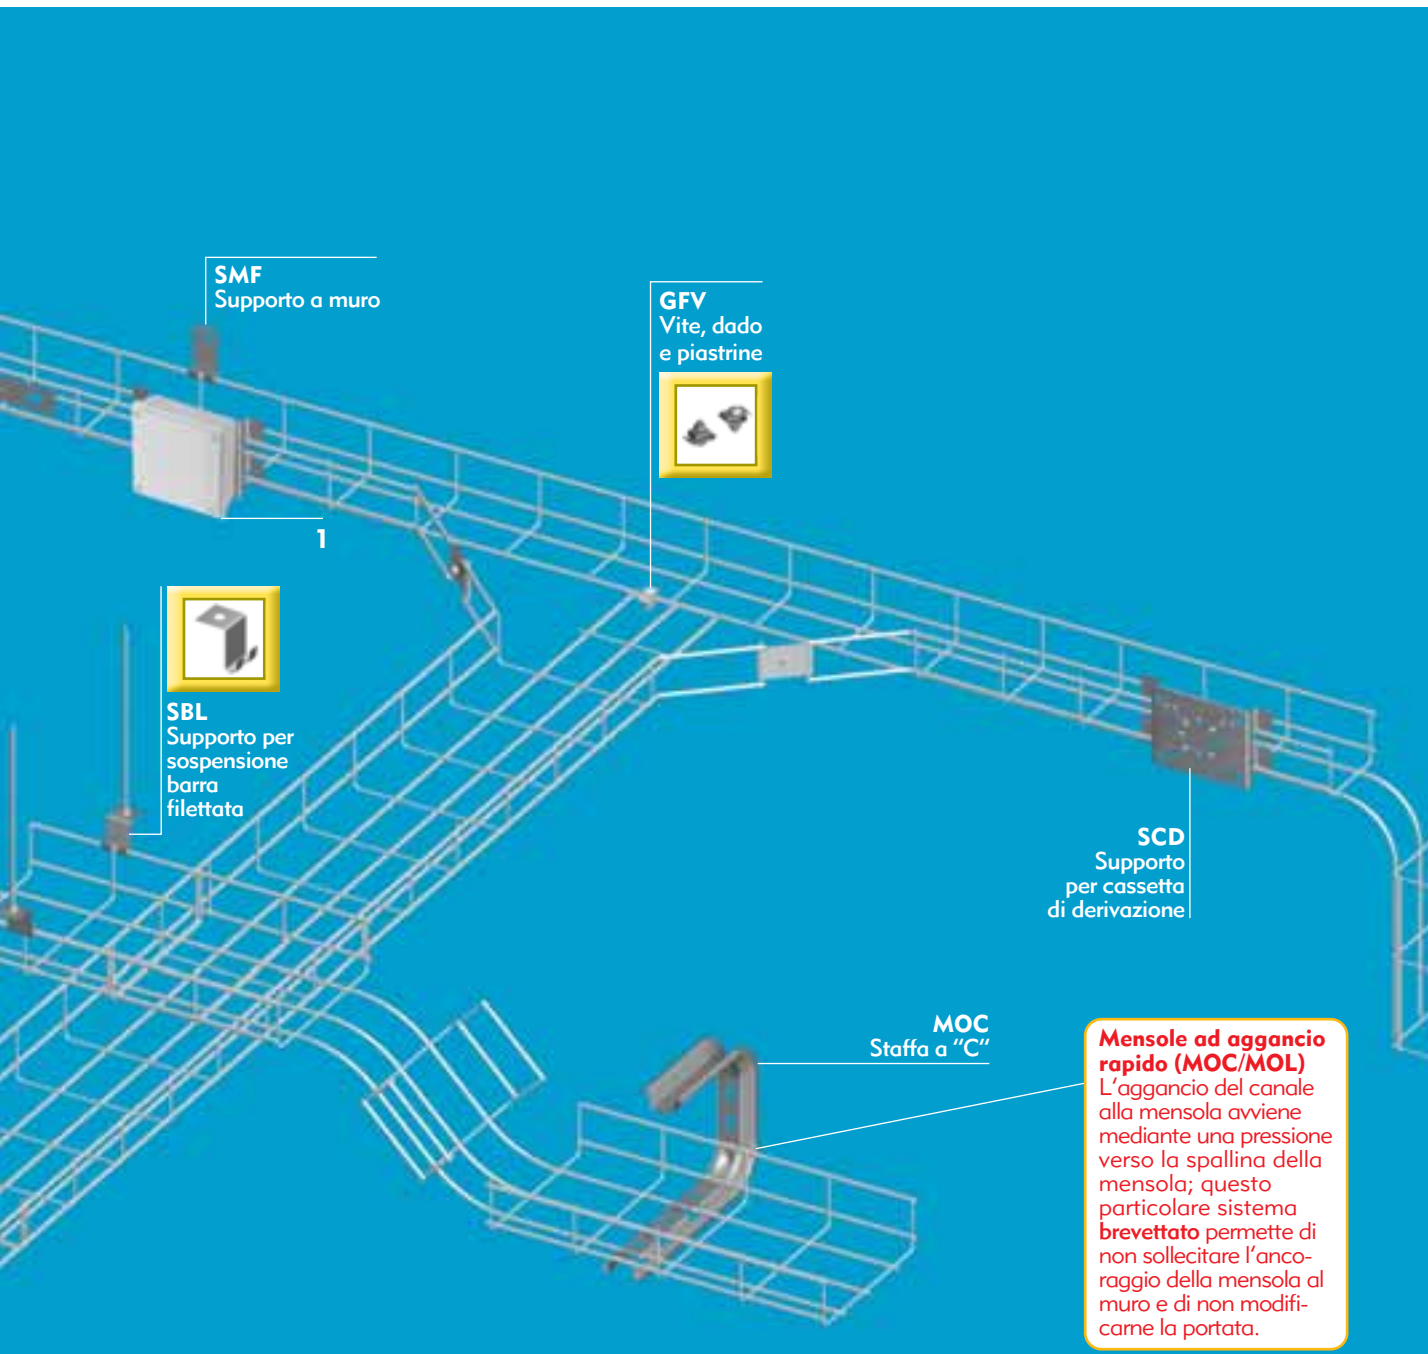 SMF
Supporto a muro
GFV
Vite, dado
e piastrine
1
SBL
Supporto per
sospensione
barra
filettata
SCD
Supporto
per cassetta
di derivazione
MOC
Staffa a “C“
Mensole ad aggancio
rapido (MOC/MOL)
L‘aggancio del canale
alla mensola avviene
mediante una pressione
verso la spallina della
mensola; questo
particolare sistema
brevettato permette di
non sollecitare l’anco-
raggio della mensola al
muro e di non modifi-
carne la portata.